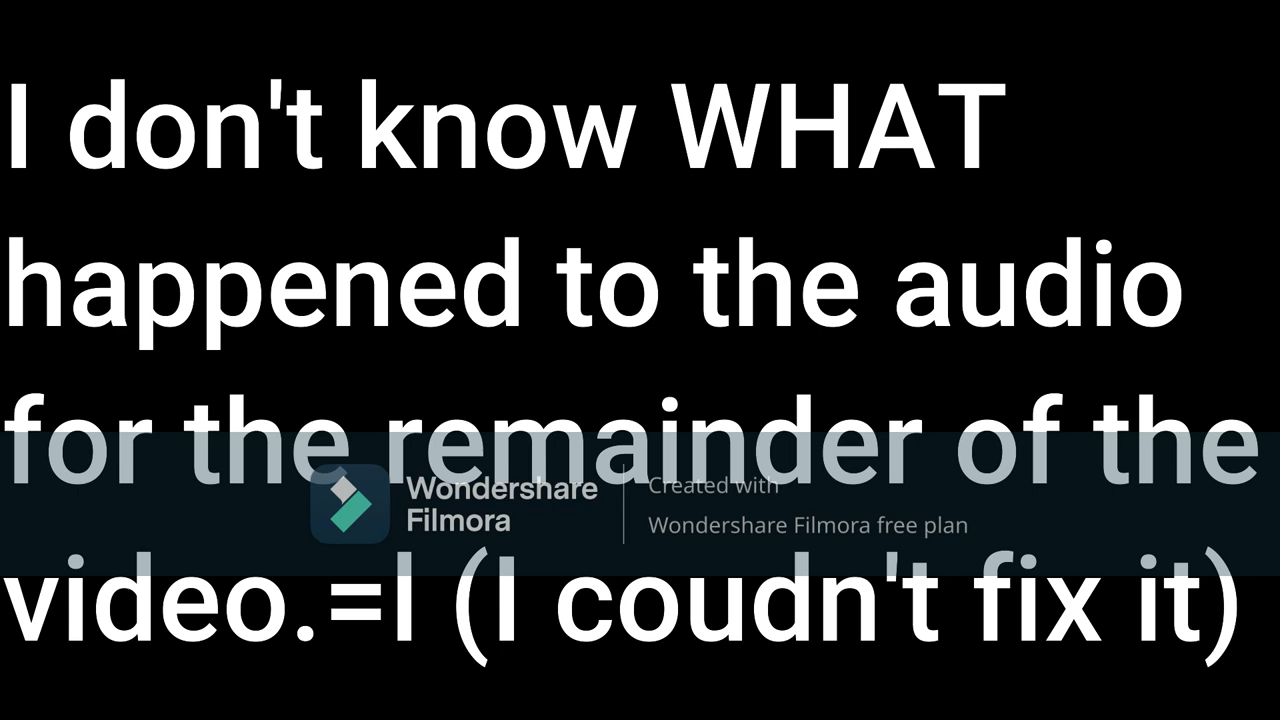 I don't know WHAT
happened to the audio
for the remainder of the
Wondershare
Filmora
Created with
Wondershare Filmora free plan
video.=l (I coudn't fix it)